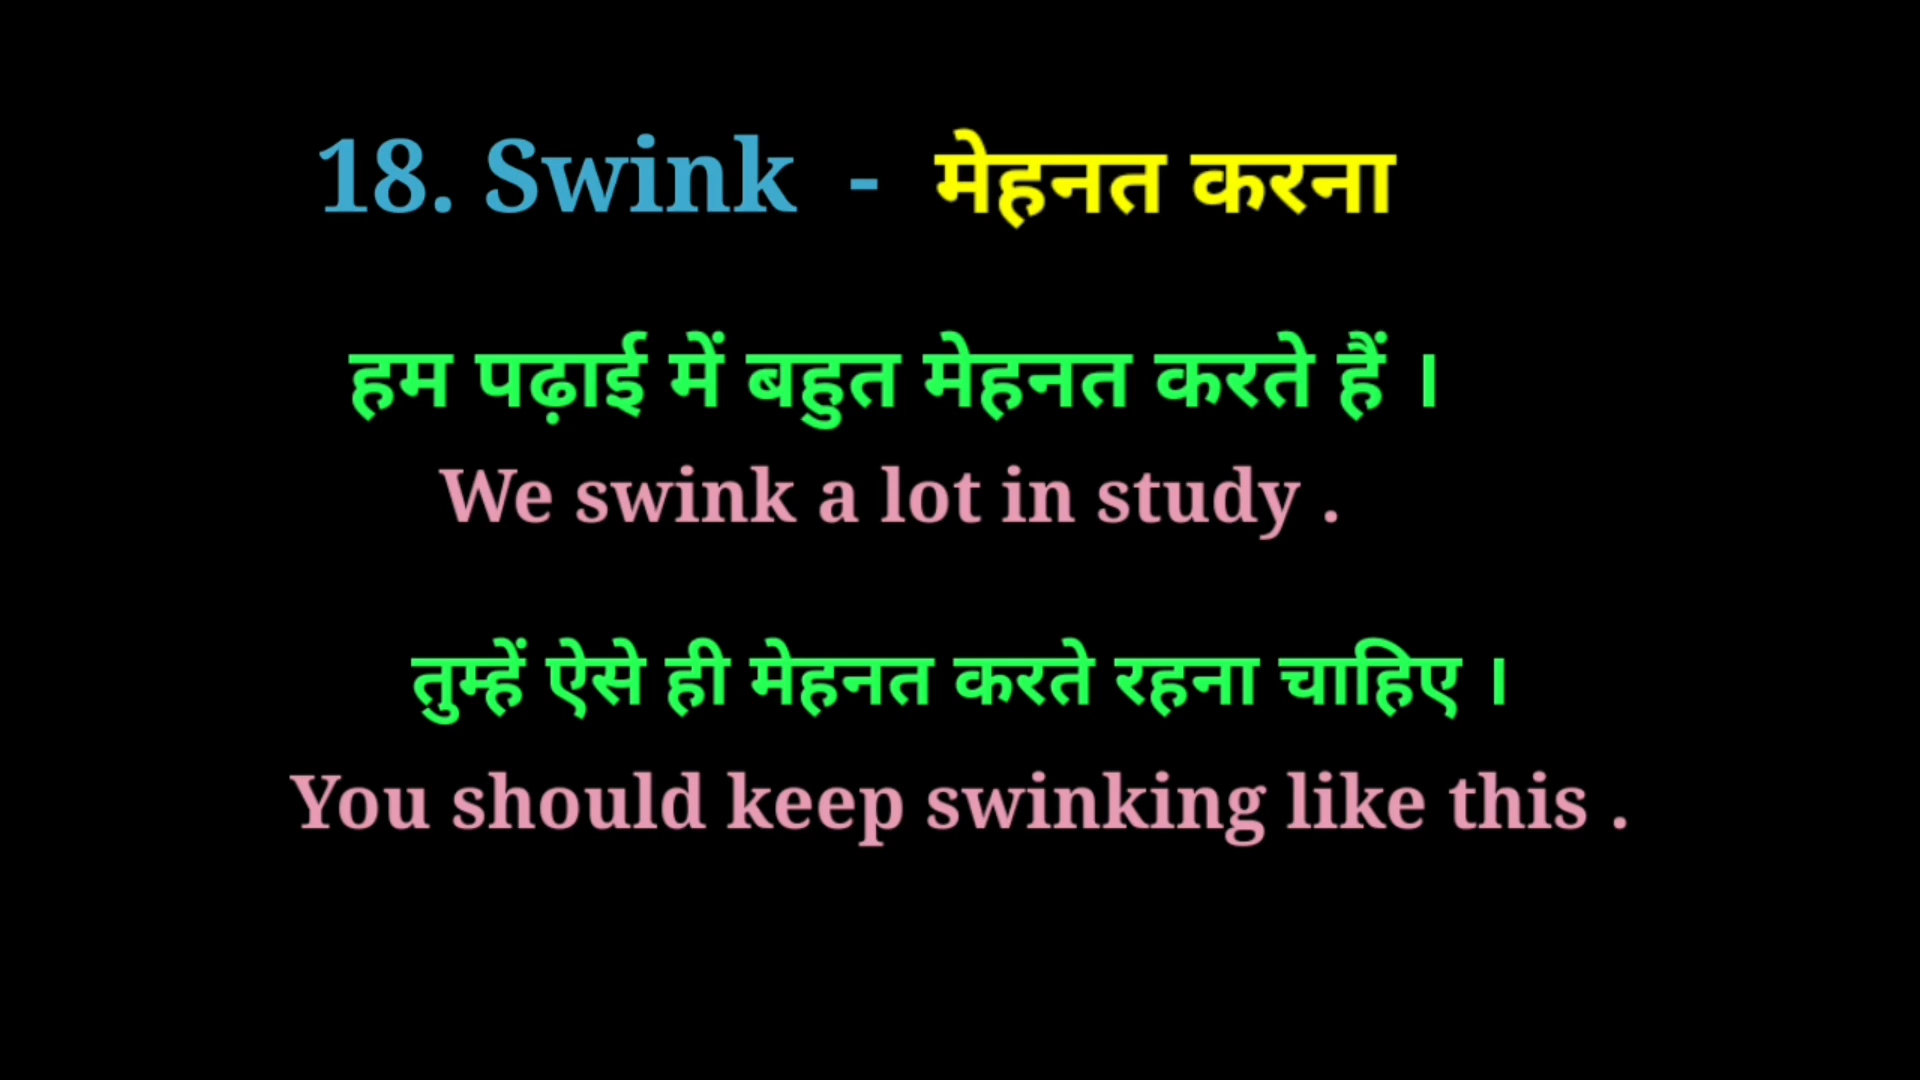 18. Swink - मेहनत करना
हम पढ़ाई में बहुत मेहनत करते हैं ।
We swink a lot in study .
तुम्हें ऐसे ही मेहनत करते रहना चाहिए ।
You should keep swinking like this .